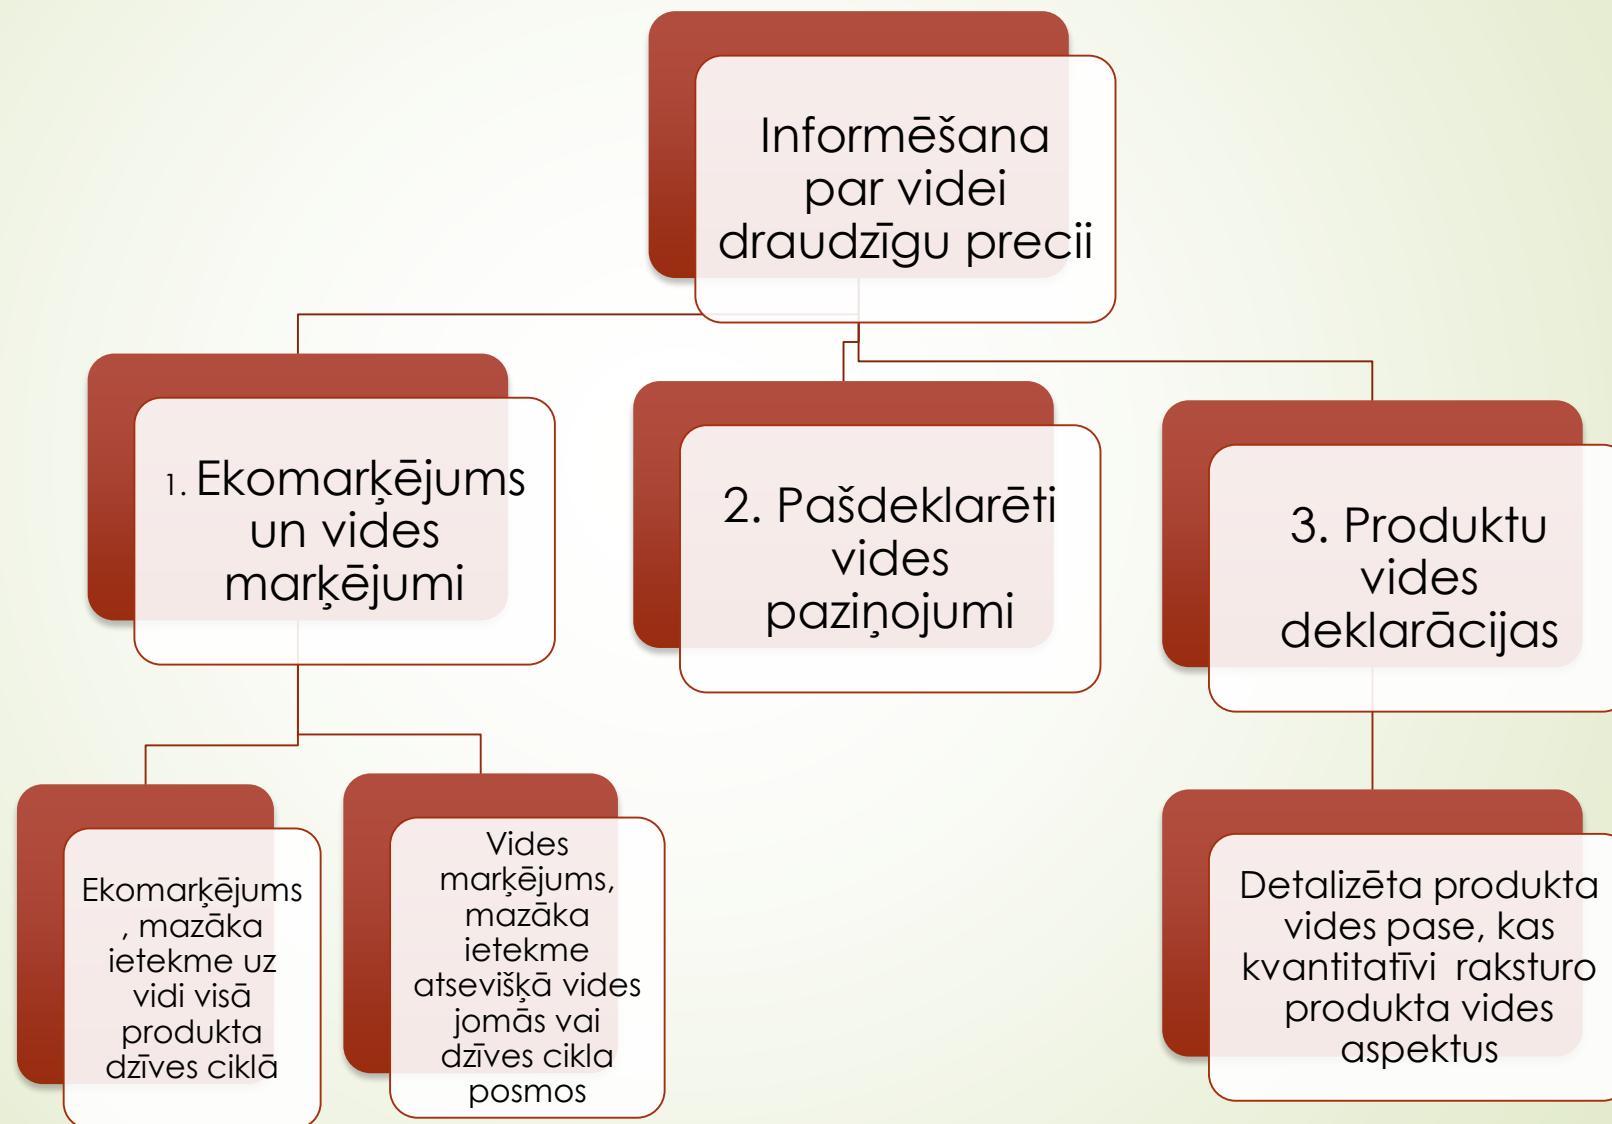 Informēšana
par videi
draudzīgu precii
1. Ekomarķējums
un vides
marķējumi
2. Pašdeklarēti
vides
paziņojumi
3. Produktu
vides
deklarācijas
Ekomarķējums
, mazāka
ietekme uz
vidi visā
produkta
dzīves ciklā
Vides
marķējums,
mazāka
ietekme
atsevišķā vides
jomās vai
dzīves cikla
posmos
Detalizēta produkta
vides pase, kas
kvantitatīvi raksturo
produkta vides
aspektus